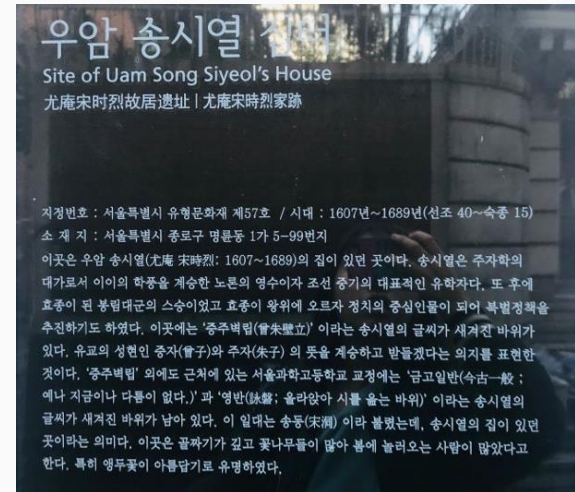 우암 송시열 집터
Site of Uam Song Siyeol's House
尤庵宋时烈故居遗址 | 尤庵宋時烈家跡
지정번호 : 서울특별시 유형문화재 제57호 / 시대 : 1607년~1689년(선조 40~숙종 15)
소 재 지 : 서울특별시 종로구 명륜동 1가 5-99번지
이곳은 우암 송시열(尤庵 宋時烈: 1607~1689)의 집이 있던 곳이다. 송시열은 주자학의
대가로서 이이의 학풍을 계승한 노론의 영수이자 조선 중기의 대표적인 유학자다. 또 후에
효종이 된 봉림대군의 스승이었고 효종이 왕위에 오르자 정치의 중심인물이 되어 북벌정책을
추진하기도 하였다. 이곳에는 '증주벽립(曾朱壁立)' 이라는 송시열의 글씨가 새겨진 바위가
있다. 유교의 성현인 증자(曾子)와 주자(朱子) 의 뜻을 계승하고 받들겠다는 의지를 표현한
것이다. '증주벽립' 외에도 근처에 있는 서울과학고등학교 교정에는 '금고일반(今古一般 ;
예나 지금이나 다름이 없다.)' 과 '영반(詠磐; 올라앉아 시를 읊는 바위)' 이라는 송시열의
글씨가 새겨진 바위가 남아 있다. 이 일대는 송동(宋洞) 이라 불렸는데, 송시열의 집이 있던
곳이라는 의미다. 이곳은 골짜기가 깊고 꽃나무들이 많아 봄에 놀러오는 사람이 많았다고
한다. 특히 앵두꽃이 아름답기로 유명하였다.